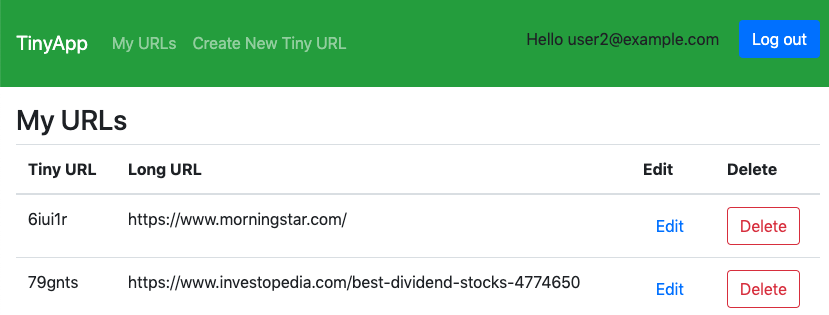 TinyApp My URLs Create New Tiny URL Hello user2@example.com Log out
My URLs
Tiny URL Long URL Edit Delete
6iui1r https://www.morningstar.com/ Edit Delete
79gnts https://www.investopedia.com/best-dividend-stocks-4774650 Edit Delete